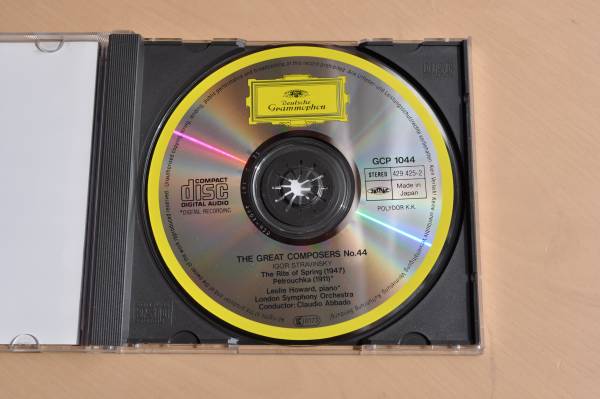 Deutsche
Grammophon
GCP 1044
STEREO 429 425-2
Made in
Japan
POLYDOR K.K.
COMPACT
disc
DIGITAL AUDIO
*DIGITAL RECORDING
THE GREAT COMPOSERS No.44
IGOR STRAVINSKY
The Rite of Spring (1947)
Petrouchka (1911)*
Leslie Howard, piano*
London Symphony Orchestra
Conductor: Claudio Abbado